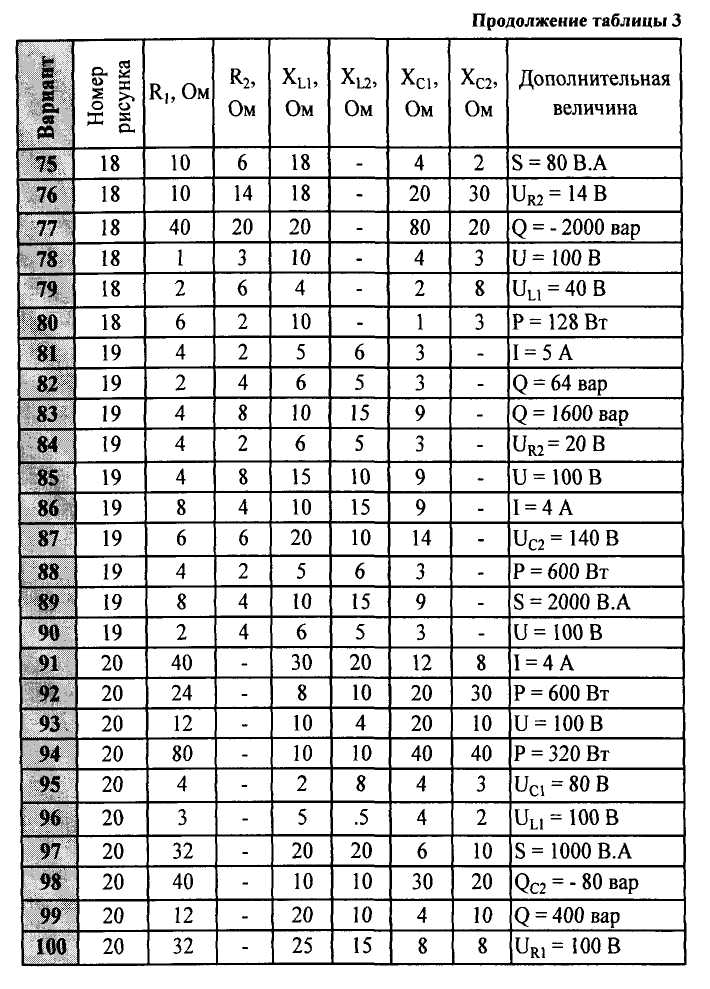 Продолжение таблицы 3
Вариант Номер рисунка R1, Ом R2, Ом XL1, Ом XL2, Ом XC1, Ом XC2, Ом Дополнительная величина
75 18 10 6 18 - 4 2 S = 80 В.А
76 18 10 14 18 - 20 30 UR2 = 14 В
77 18 40 20 20 - 80 20 Q = - 2000 вар
78 18 1 3 10 - 4 3 U = 100 В
79 18 2 6 4 - 2 8 UL1 = 40 В
80 18 6 2 10 - 1 3 P = 128 Вт
81 19 4 2 5 6 3 - I = 5 А
82 19 2 4 6 5 3 - Q = 64 вар
83 19 4 8 10 15 9 - Q = 1600 вар
84 19 4 2 6 5 3 - UR2 = 20 В
85 19 4 8 15 10 9 - U = 100 В
86 19 8 4 10 15 9 - I = 4 А
87 19 6 6 20 10 14 - UC2 = 140 В
88 19 4 2 5 6 3 - P = 600 Вт
89 19 8 4 10 15 9 - S = 2000 В.А
90 19 2 4 6 5 3 - U = 100 В
91 20 40 - 30 20 12 8 I = 4 А
92 20 24 - 8 10 20 30 P = 600 Вт
93 20 12 - 10 4 20 10 U = 100 В
94 20 80 - 10 10 40 40 P = 320 Вт
95 20 4 - 2 8 4 3 UC1 = 80 В
96 20 3 - 5 .5 4 2 UL1 = 100 В
97 20 32 - 20 20 6 10 S = 1000 В.А
98 20 40 - 10 10 30 20 QC2 = - 80 вар
99 20 12 - 20 10 4 10 Q = 400 вар
100 20 32 - 25 15 8 8 UR1 = 100 В